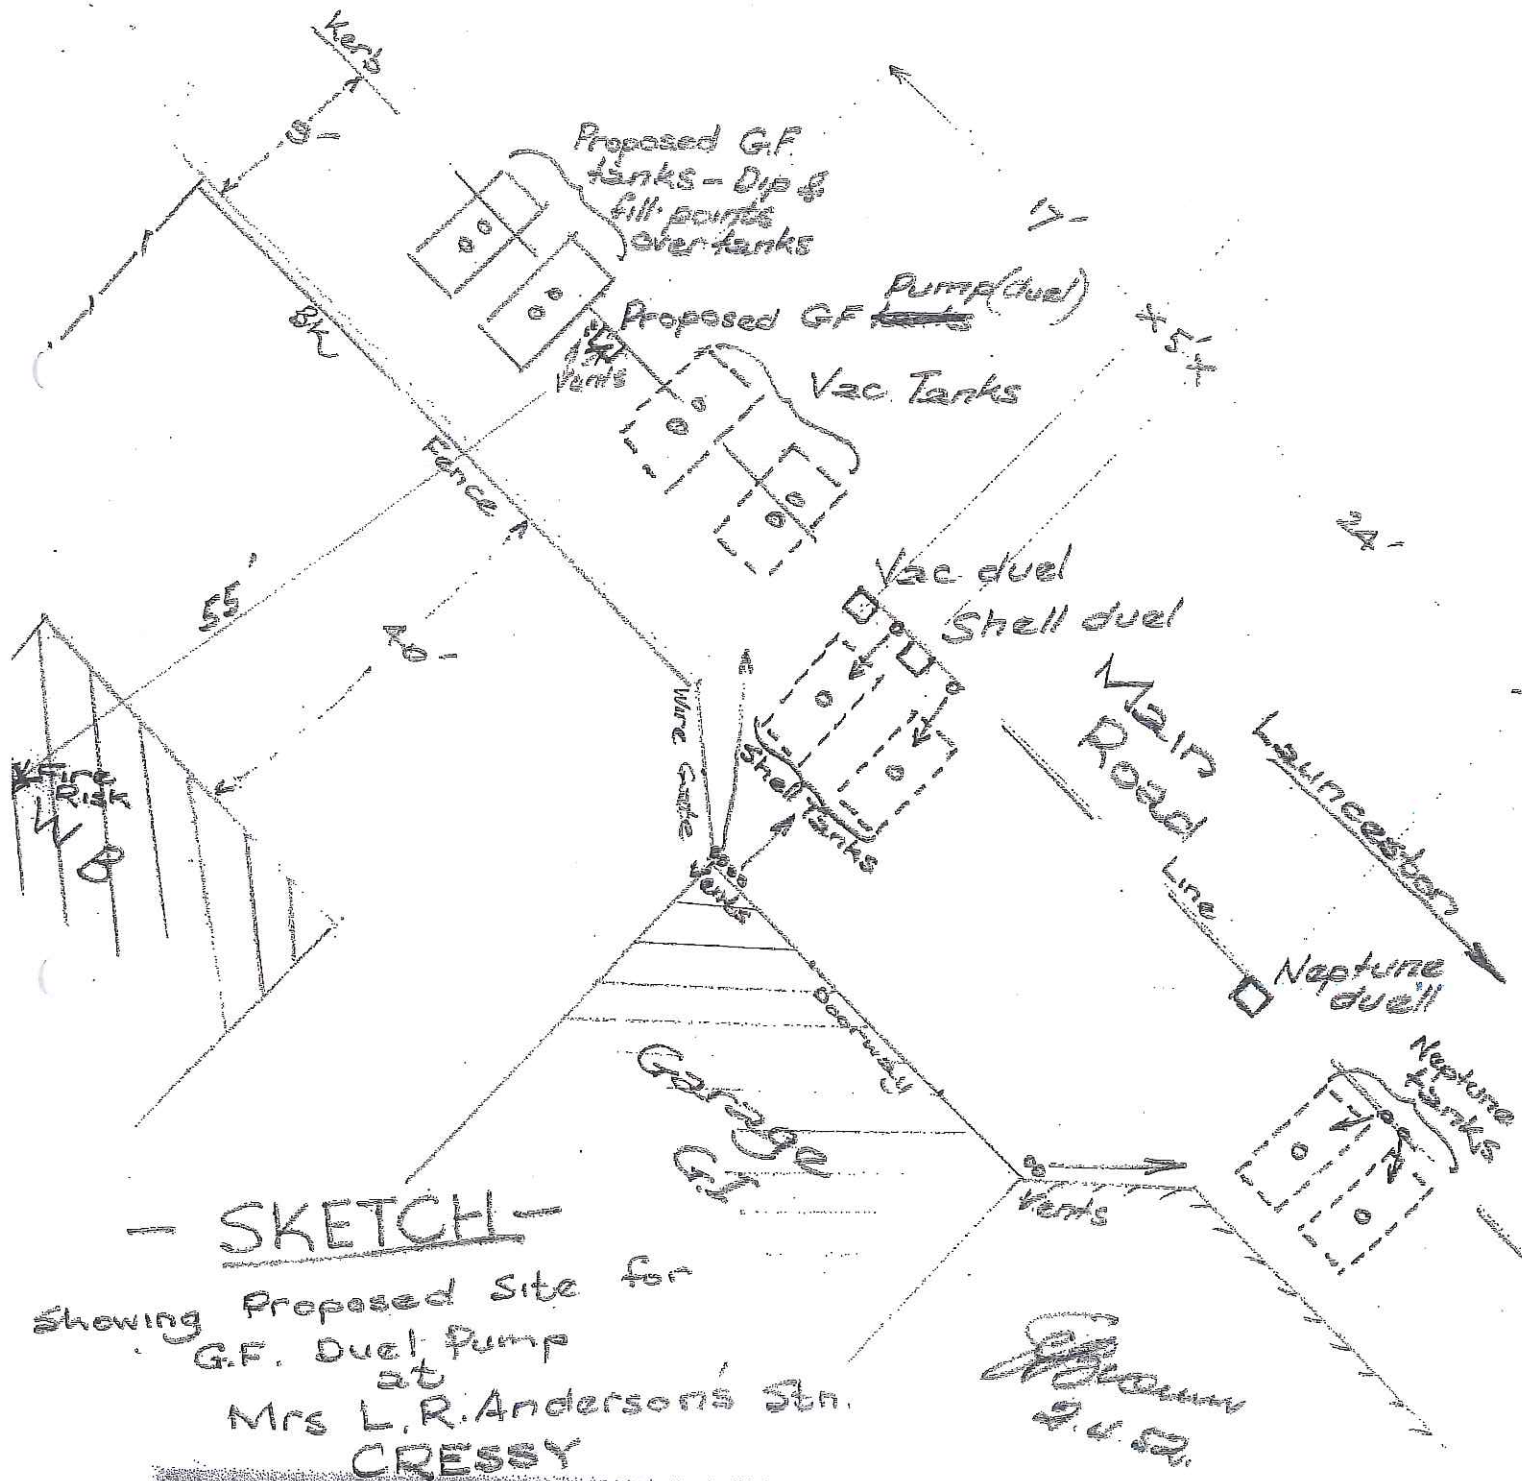 Kerb
9-
Proposed G.F.
tanks - Dip &
fill points
over tanks
17-
Proposed G.F. Pump (duel)
Vents
8K
Fence
Vac. Tanks
5'
24-
55'
Vac. duel
Shell duel
Wire Gate
Shell Tanks
Main
Road
Launceston
Fire
Risk
W
B
Vents
Line
Neptune
duell
Doorway
Neptune
tanks
Garage
G.I
Vents
- SKETCH -
Showing Proposed Site for
G.F. Duel Pump
at
Mrs L.R. Anderson's Stn.
CRESSY